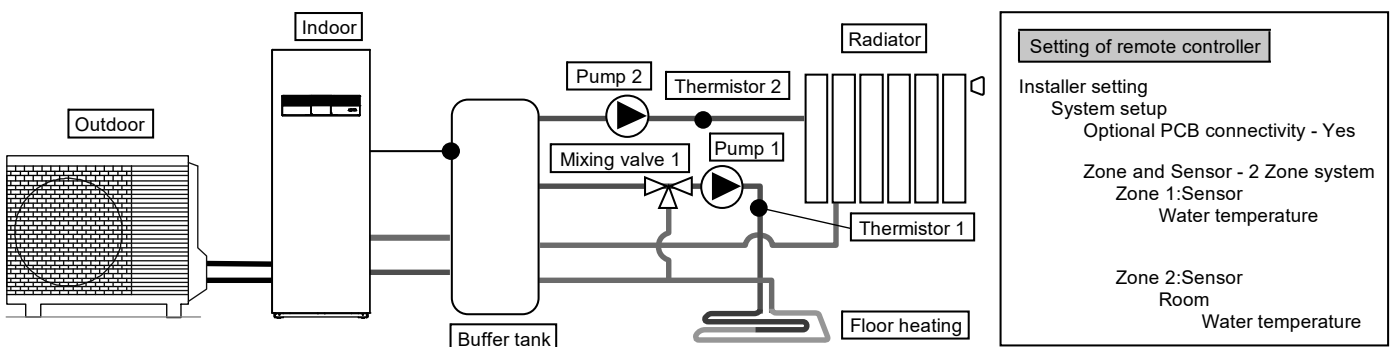 Indoor
Radiator
Setting of remote controller
Pump 2
Thermistor 2
Outdoor
Mixing valve 1
Pump 1
Thermistor 1
Buffer tank
Floor heating
Installer setting
System setup
Optional PCB connectivity - Yes
Zone and Sensor - 2 Zone system
Zone 1:Sensor
Water temperature
Zone 2:Sensor
Room
Water temperature